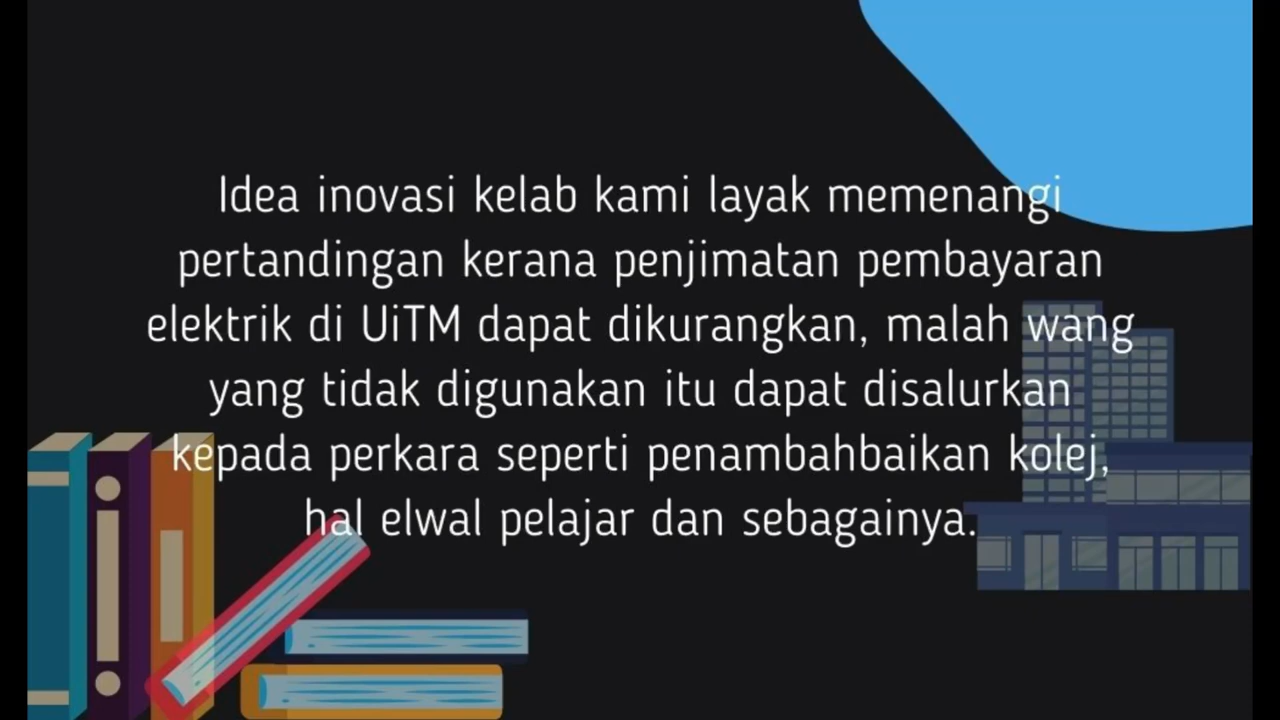 Idea inovasi kelab kami layak memenangi
pertandingan kerana penjimatan pembayaran
elektrik di UiTM dapat dikurangkan, malah wang
yang tidak digunakan itu dapat disalurkan
kepada perkara seperti penambahbaikan kolej,
hal elwal pelajar dan sebagainya.